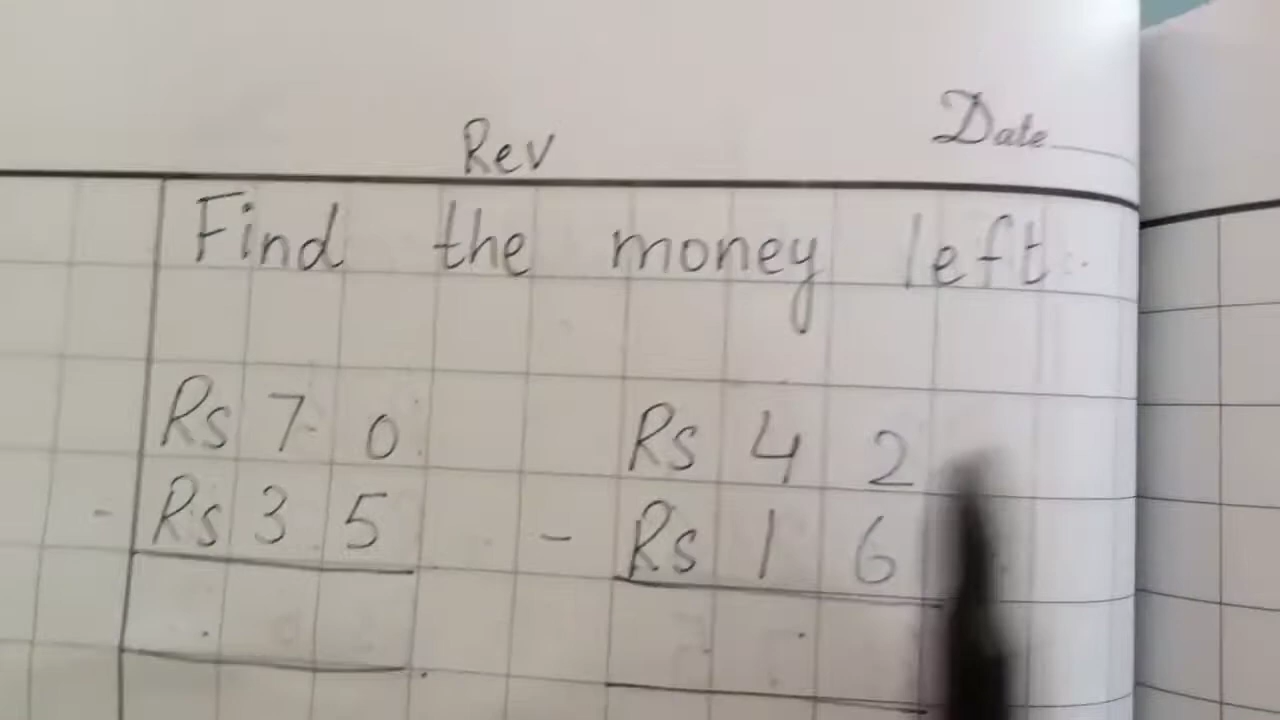 Rev
Date
Find the money left.
Rs 7 0 Rs 4 2
- Rs 3 5 - Rs 1 6